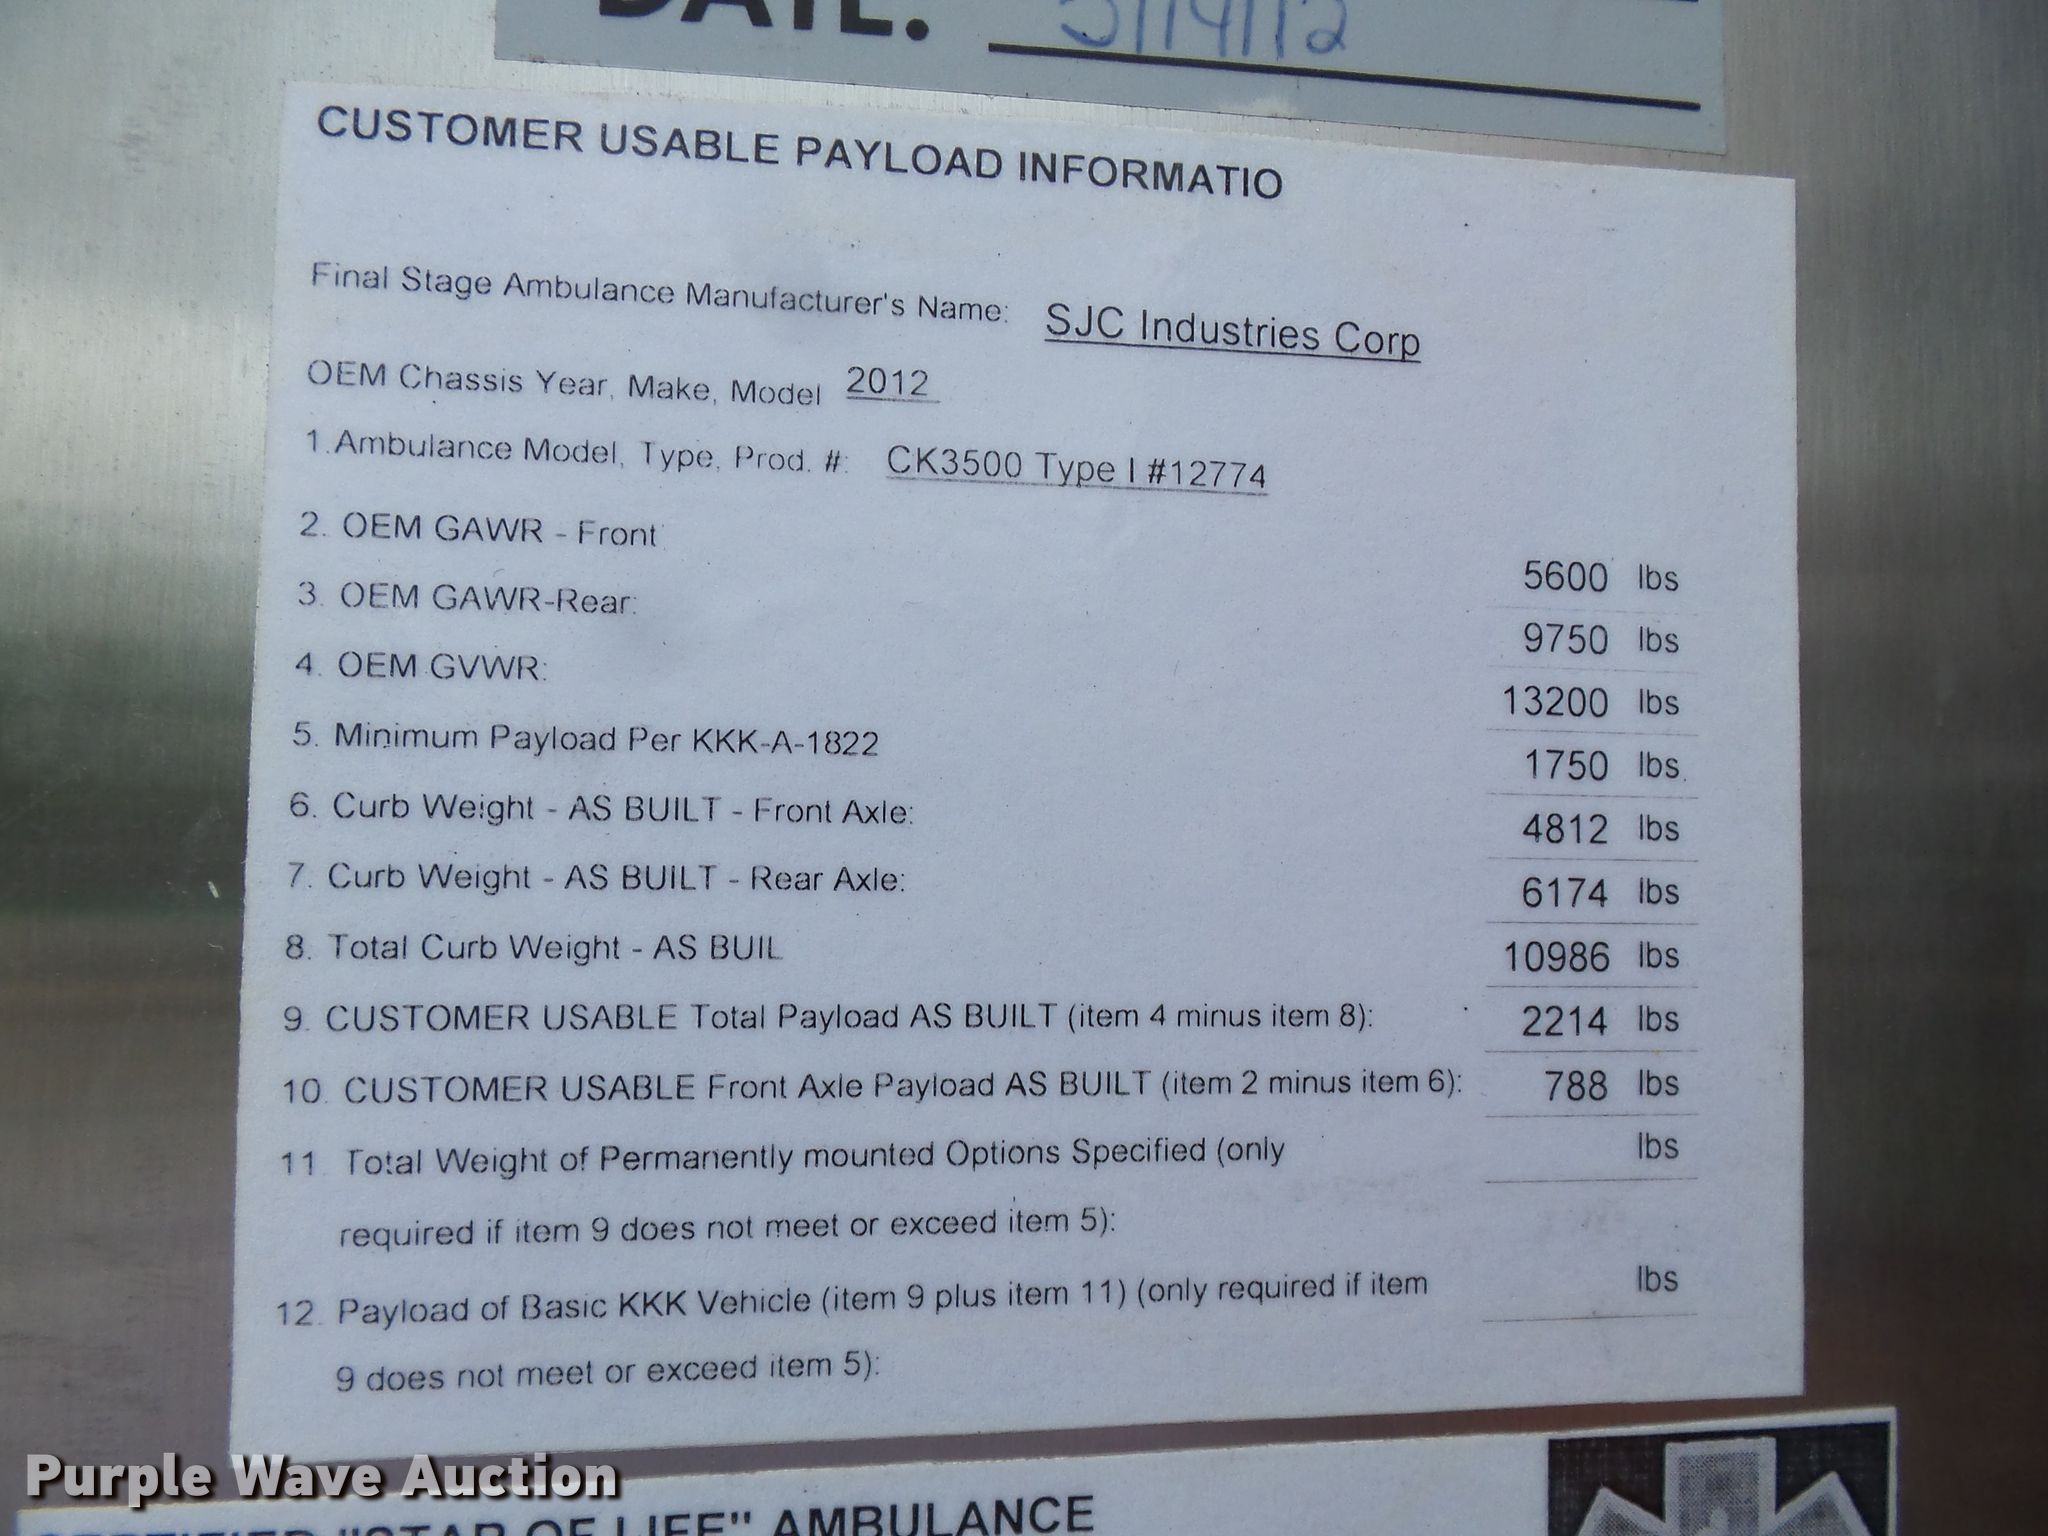 DATE: 5/14/12
CUSTOMER USABLE PAYLOAD INFORMATIO
Final Stage Ambulance Manufacturer's Name: SJC Industries Corp
OEM Chassis Year, Make, Model 2012
1. Ambulance Model, Type, Prod. #: CK3500 Type I #12774
2. OEM GAWR - Front 5600 lbs
3. OEM GAWR-Rear: 9750 lbs
4. OEM GVWR: 13200 lbs
5. Minimum Payload Per KKK-A-1822 1750 lbs
6. Curb Weight - AS BUILT - Front Axle: 4812 lbs
7. Curb Weight - AS BUILT - Rear Axle: 6174 lbs
8. Total Curb Weight - AS BUIL 10986 lbs
9. CUSTOMER USABLE Total Payload AS BUILT (item 4 minus item 8): 2214 lbs
10. CUSTOMER USABLE Front Axle Payload AS BUILT (item 2 minus item 6): 788 lbs
11 Total Weight of Permanently mounted Options Specified (only lbs
required if item 9 does not meet or exceed item 5):
12. Payload of Basic KKK Vehicle (item 9 plus item 11) (only required if item lbs
9 does not meet or exceed item 5):
Purple Wave Auction
CERTIFIED "STAR OF LIFE" AMBULANCE